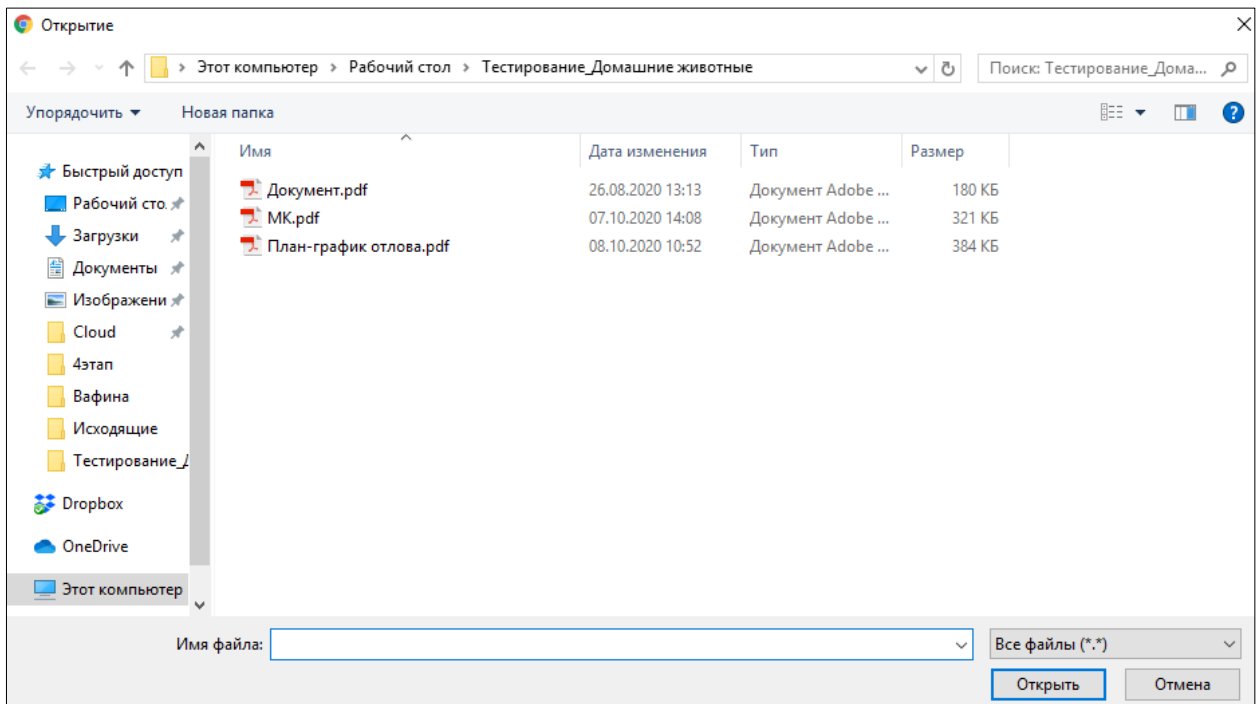 Открытие
Этот компьютер > Рабочий стол > Тестирование_Домашние животные
Поиск: Тестирование_Дома...
Упорядочить Новая папка
Имя Дата изменения Тип Размер
Быстрый доступ
Рабочий сто.
Загрузки
Документы
Изображени
Cloud
4этап
Вафина
Исходящие
Тестирование_Д
Dropbox
OneDrive
Этот компьютер
Документ.pdf 26.08.2020 13:13 Документ Adobe ... 180 КБ
МК.pdf 07.10.2020 14:08 Документ Adobe ... 321 КБ
План-график отлова.pdf 08.10.2020 10:52 Документ Adobe ... 384 КБ
Имя файла:
Все файлы (*.*)
Открыть Отмена